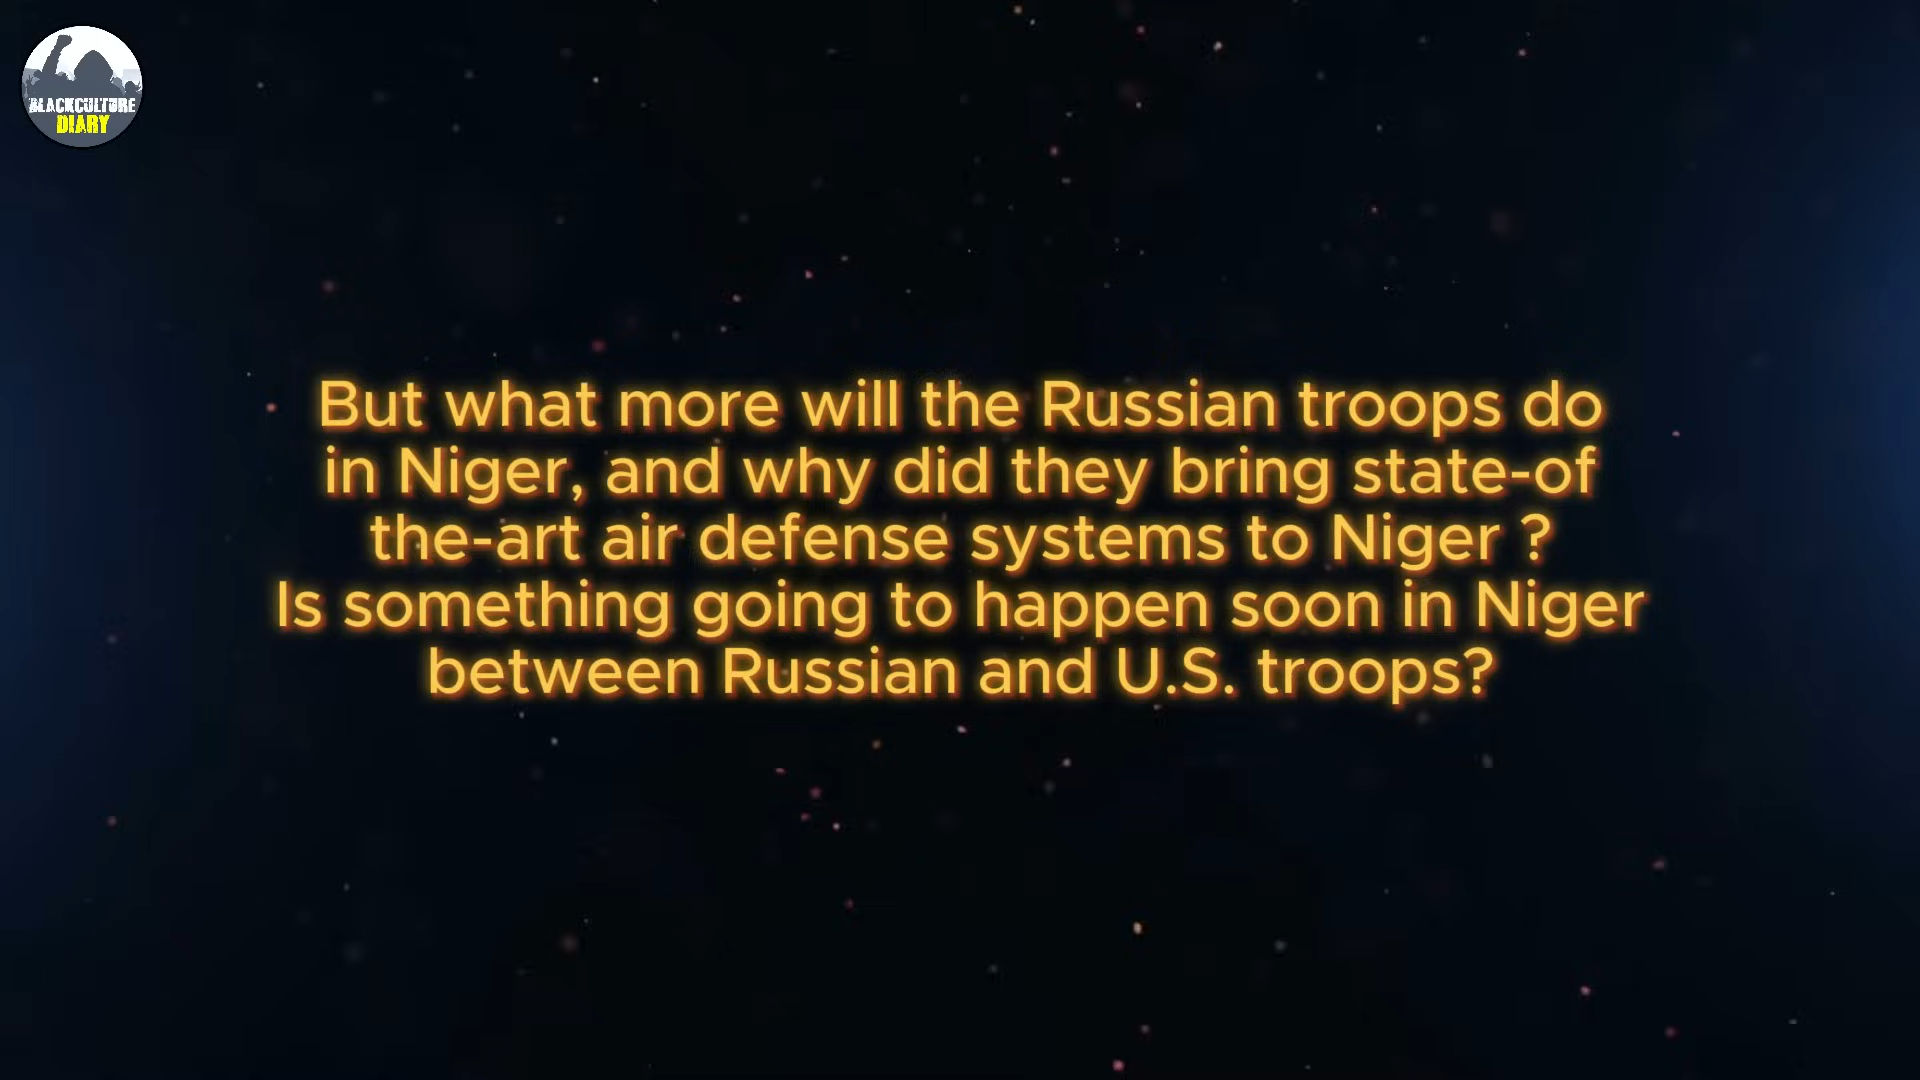 BLACKCULTURE
DIARY
But what more will the Russian troops do
in Niger, and why did they bring state-of
the-art air defense systems to Niger ?
Is something going to happen soon in Niger
between Russian and U.S. troops?